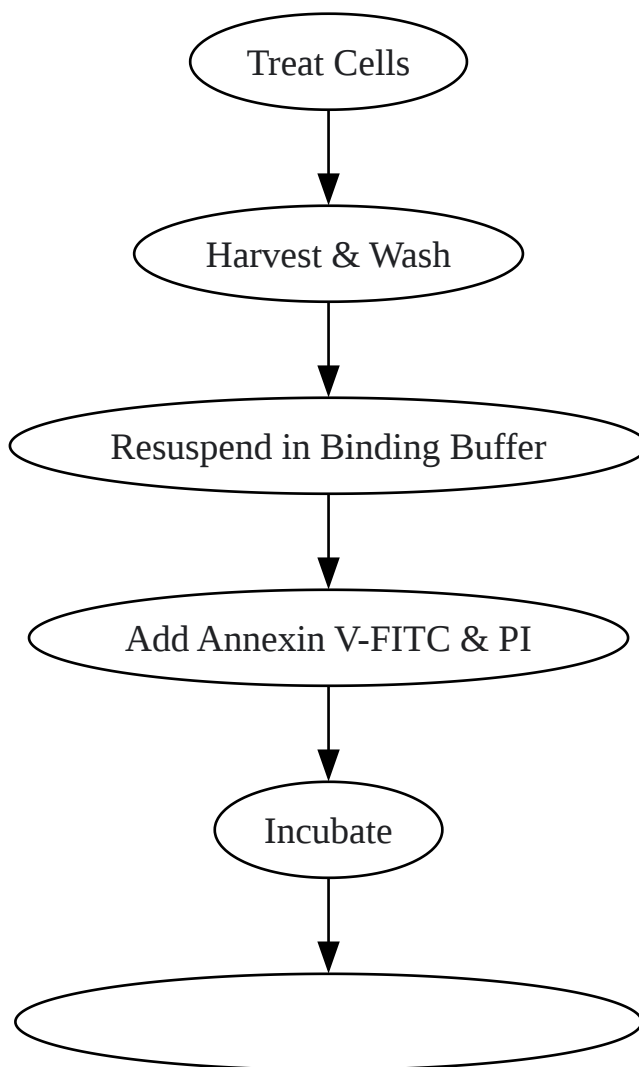 Treat Cells
Harvest & Wash
Resuspend in Binding Buffer
Add Annexin V-FITC & PI
Incubate